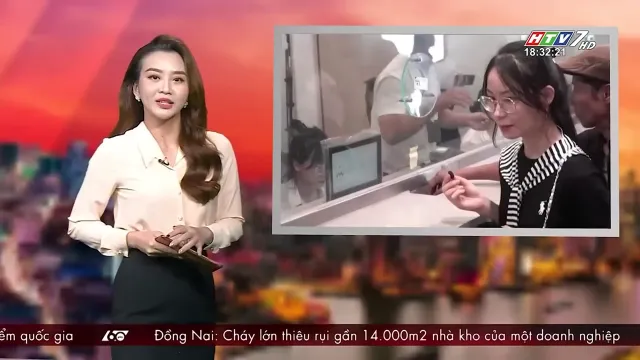 HTV7 HD
18:32:21
ểm quốc gia 60 Đồng Nai: Cháy lớn thiêu rụi gần 14.000m2 nhà kho của một doanh nghiệp